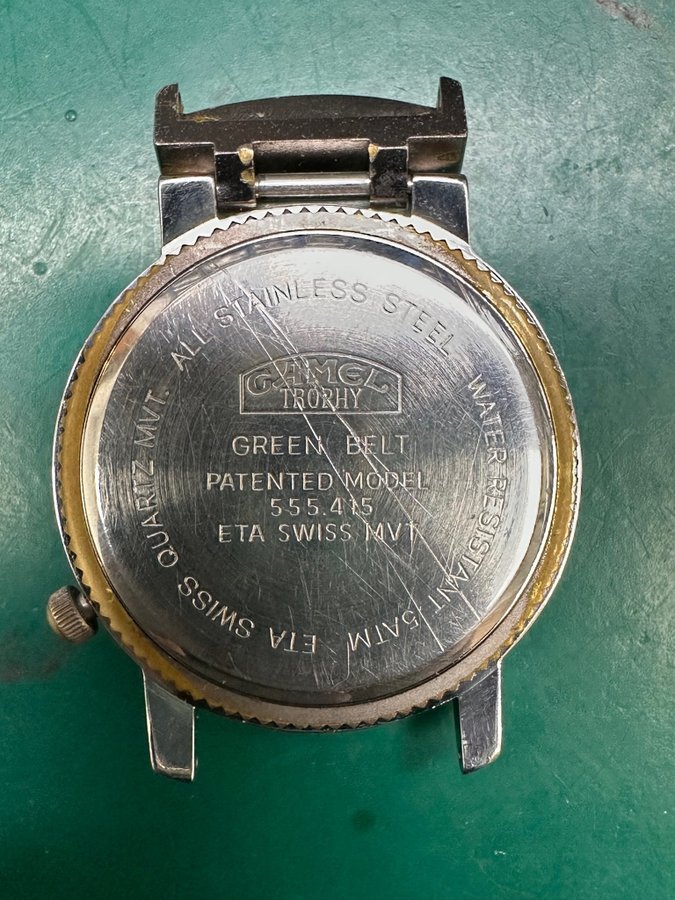 ALL STAINLESS STEEL
WATER-RESISTANT 5ATM
ETA SWISS QUARTZ MVT.
CAMEL
TROPHY
GREEN BELT
PATENTED MODEL
555.415
ETA SWISS MVT